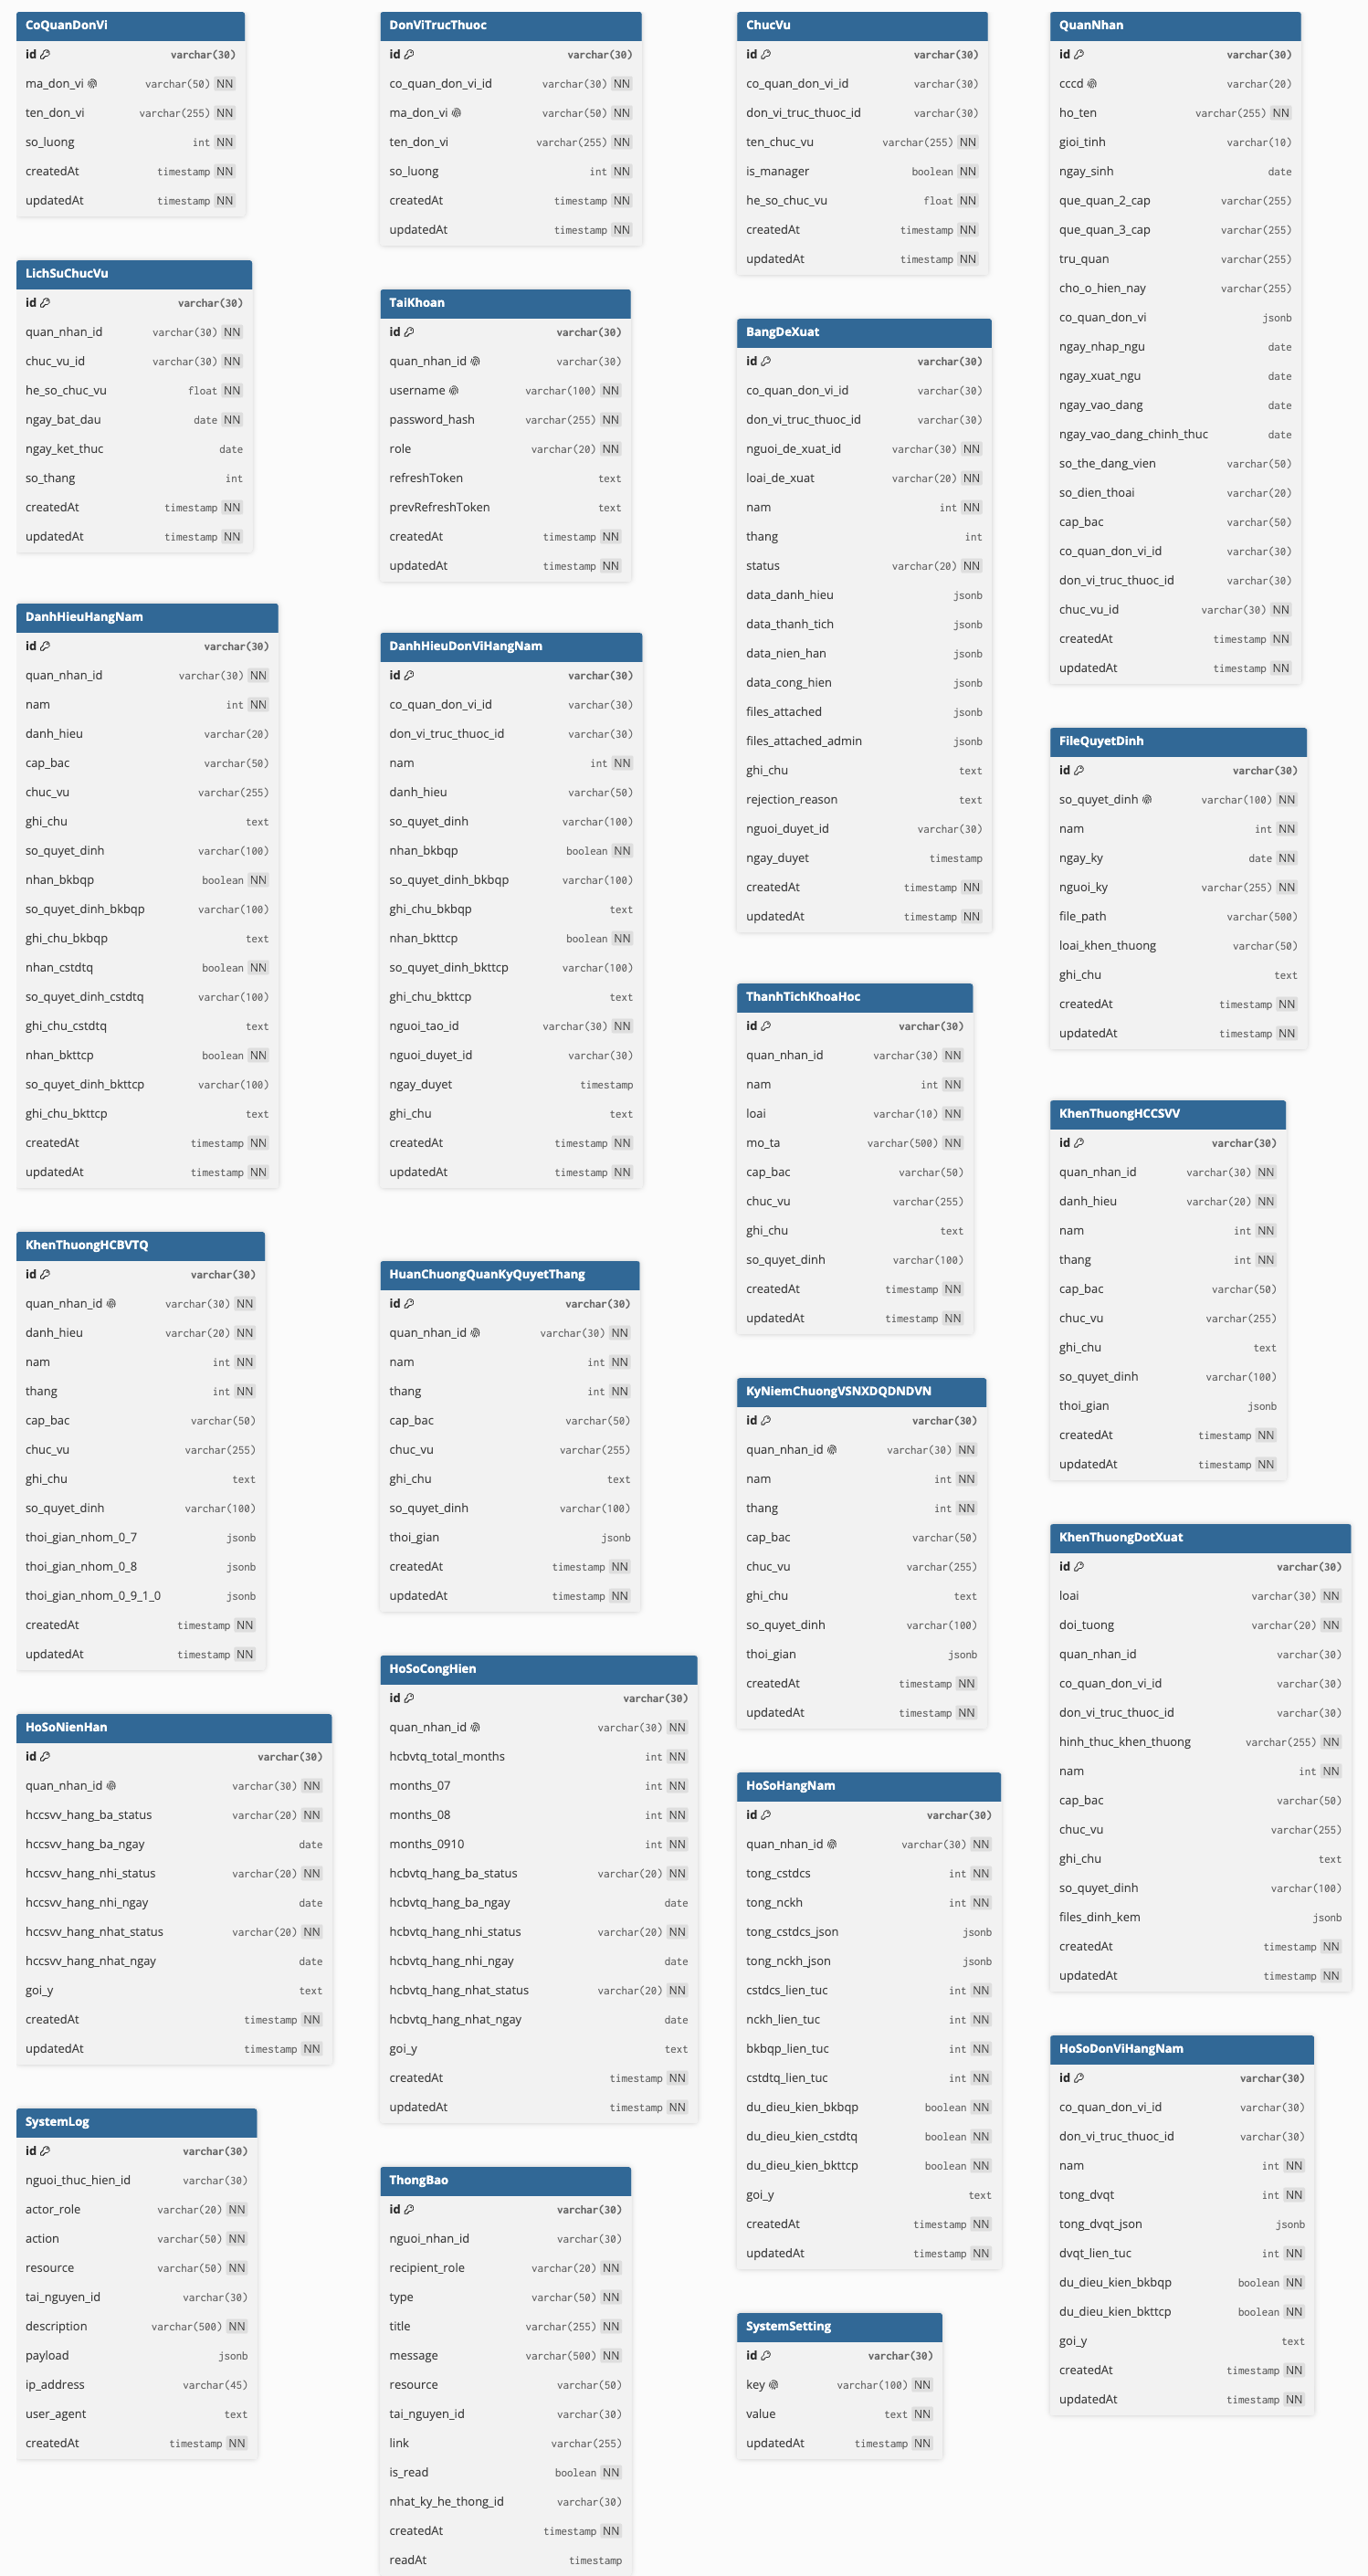 CoQuanDonVi
id varchar(30)
ma_don_vi varchar(50) NN
ten_don_vi varchar(255) NN
so_luong int NN
createdAt timestamp NN
updatedAt timestamp NN
LichSuChucVu
id varchar(30)
quan_nhan_id varchar(30) NN
chuc_vu_id varchar(30) NN
he_so_chuc_vu float NN
ngay_bat_dau date NN
ngay_ket_thuc date
so_thang int
createdAt timestamp NN
updatedAt timestamp NN
DanhHieuHangNam
id varchar(30)
quan_nhan_id varchar(30) NN
nam int NN
danh_hieu varchar(20)
cap_bac varchar(50)
chuc_vu varchar(255)
ghi_chu text
so_quyet_dinh varchar(100)
nhan_bkbqp boolean NN
so_quyet_dinh_bkbqp varchar(100)
ghi_chu_bkbqp text
nhan_cstdtq boolean NN
so_quyet_dinh_cstdtq varchar(100)
ghi_chu_cstdtq text
nhan_bkttcp boolean NN
so_quyet_dinh_bkttcp varchar(100)
ghi_chu_bkttcp text
createdAt timestamp NN
updatedAt timestamp NN
KhenThuongHCBVTQ
id varchar(30)
quan_nhan_id varchar(30) NN
danh_hieu varchar(20) NN
nam int NN
thang int NN
cap_bac varchar(50)
chuc_vu varchar(255)
ghi_chu text
so_quyet_dinh varchar(100)
thoi_gian_nhom_0_7 jsonb
thoi_gian_nhom_0_8 jsonb
thoi_gian_nhom_0_9_1_0 jsonb
createdAt timestamp NN
updatedAt timestamp NN
HoSoNienHan
id varchar(30)
quan_nhan_id varchar(30) NN
hccsvv_hang_ba_status varchar(20) NN
hccsvv_hang_ba_ngay date
hccsvv_hang_nhi_status varchar(20) NN
hccsvv_hang_nhi_ngay date
hccsvv_hang_nhat_status varchar(20) NN
hccsvv_hang_nhat_ngay date
goi_y text
createdAt timestamp NN
updatedAt timestamp NN
SystemLog
id varchar(30)
nguoi_thuc_hien_id varchar(30)
actor_role varchar(20) NN
action varchar(50) NN
resource varchar(50) NN
tai_nguyen_id varchar(30)
description varchar(500) NN
payload jsonb
ip_address varchar(45)
user_agent text
createdAt timestamp NN
DonViTrucThuoc
id varchar(30)
co_quan_don_vi_id varchar(30) NN
ma_don_vi varchar(50) NN
ten_don_vi varchar(255) NN
so_luong int NN
createdAt timestamp NN
updatedAt timestamp NN
TaiKhoan
id varchar(30)
quan_nhan_id varchar(30)
username varchar(100) NN
password_hash varchar(255) NN
role varchar(20) NN
refreshToken text
prevRefreshToken text
createdAt timestamp NN
updatedAt timestamp NN
DanhHieuDonViHangNam
id varchar(30)
co_quan_don_vi_id varchar(30)
don_vi_truc_thuoc_id varchar(30)
nam int NN
danh_hieu varchar(50)
so_quyet_dinh varchar(100)
nhan_bkbqp boolean NN
so_quyet_dinh_bkbqp varchar(100)
ghi_chu_bkbqp text
nhan_bkttcp boolean NN
so_quyet_dinh_bkttcp varchar(100)
ghi_chu_bkttcp text
nguoi_tao_id varchar(30) NN
nguoi_duyet_id varchar(30)
ngay_duyet timestamp
ghi_chu text
createdAt timestamp NN
updatedAt timestamp NN
HuanChuongQuanKyQuyetThang
id varchar(30)
quan_nhan_id varchar(30) NN
nam int NN
thang int NN
cap_bac varchar(50)
chuc_vu varchar(255)
ghi_chu text
so_quyet_dinh varchar(100)
thoi_gian jsonb
createdAt timestamp NN
updatedAt timestamp NN
HoSoCongHien
id varchar(30)
quan_nhan_id varchar(30) NN
hcbvtq_total_months int NN
months_07 int NN
months_08 int NN
months_0910 int NN
hcbvtq_hang_ba_status varchar(20) NN
hcbvtq_hang_ba_ngay date
hcbvtq_hang_nhi_status varchar(20) NN
hcbvtq_hang_nhi_ngay date
hcbvtq_hang_nhat_status varchar(20) NN
hcbvtq_hang_nhat_ngay date
goi_y text
createdAt timestamp NN
updatedAt timestamp NN
ThongBao
id varchar(30)
nguoi_nhan_id varchar(30)
recipient_role varchar(20) NN
type varchar(50) NN
title varchar(255) NN
message varchar(500) NN
resource varchar(50)
tai_nguyen_id varchar(30)
link varchar(255)
is_read boolean NN
nhat_ky_he_thong_id varchar(30)
createdAt timestamp NN
readAt timestamp
ChucVu
id varchar(30)
co_quan_don_vi_id varchar(30)
don_vi_truc_thuoc_id varchar(30)
ten_chuc_vu varchar(255) NN
is_manager boolean NN
he_so_chuc_vu float NN
createdAt timestamp NN
updatedAt timestamp NN
BangDeXuat
id varchar(30)
co_quan_don_vi_id varchar(30)
don_vi_truc_thuoc_id varchar(30)
nguoi_de_xuat_id varchar(30) NN
loai_de_xuat varchar(20) NN
nam int NN
thang int
status varchar(20) NN
data_danh_hieu jsonb
data_thanh_tich jsonb
data_nien_han jsonb
data_cong_hien jsonb
files_attached jsonb
files_attached_admin jsonb
ghi_chu text
rejection_reason text
nguoi_duyet_id varchar(30)
ngay_duyet timestamp
createdAt timestamp NN
updatedAt timestamp NN
ThanhTichKhoaHoc
id varchar(30)
quan_nhan_id varchar(30) NN
nam int NN
loai varchar(10) NN
mo_ta varchar(500) NN
cap_bac varchar(50)
chuc_vu varchar(255)
ghi_chu text
so_quyet_dinh varchar(100)
createdAt timestamp NN
updatedAt timestamp NN
KyNiemChuongVSNXDQDNDVN
id varchar(30)
quan_nhan_id varchar(30) NN
nam int NN
thang int NN
cap_bac varchar(50)
chuc_vu varchar(255)
ghi_chu text
so_quyet_dinh varchar(100)
thoi_gian jsonb
createdAt timestamp NN
updatedAt timestamp NN
HoSoHangNam
id varchar(30)
quan_nhan_id varchar(30) NN
tong_cstdcs int NN
tong_nckh int NN
tong_cstdcs_json jsonb
tong_nckh_json jsonb
cstdcs_lien_tuc int NN
nckh_lien_tuc int NN
bkbqp_lien_tuc int NN
cstdtq_lien_tuc int NN
du_dieu_kien_bkbqp boolean NN
du_dieu_kien_cstdtq boolean NN
du_dieu_kien_bkttcp boolean NN
goi_y text
createdAt timestamp NN
updatedAt timestamp NN
SystemSetting
id varchar(30)
key varchar(100) NN
value text NN
updatedAt timestamp NN
QuanNhan
id varchar(30)
cccd varchar(20)
ho_ten varchar(255) NN
gioi_tinh varchar(10)
ngay_sinh date
que_quan_2_cap varchar(255)
que_quan_3_cap varchar(255)
tru_quan varchar(255)
cho_o_hien_nay varchar(255)
co_quan_don_vi jsonb
ngay_nhap_ngu date
ngay_xuat_ngu date
ngay_vao_dang date
ngay_vao_dang_chinh_thuc date
so_the_dang_vien varchar(50)
so_dien_thoai varchar(20)
cap_bac varchar(50)
co_quan_don_vi_id varchar(30)
don_vi_truc_thuoc_id varchar(30)
chuc_vu_id varchar(30) NN
createdAt timestamp NN
updatedAt timestamp NN
FileQuyetDinh
id varchar(30)
so_quyet_dinh varchar(100) NN
nam int NN
ngay_ky date NN
nguoi_ky varchar(255) NN
file_path varchar(500)
loai_khen_thuong varchar(50)
ghi_chu text
createdAt timestamp NN
updatedAt timestamp NN
KhenThuongHCCSVV
id varchar(30)
quan_nhan_id varchar(30) NN
danh_hieu varchar(20) NN
nam int NN
thang int NN
cap_bac varchar(50)
chuc_vu varchar(255)
ghi_chu text
so_quyet_dinh varchar(100)
thoi_gian jsonb
createdAt timestamp NN
updatedAt timestamp NN
KhenThuongDotXuat
id varchar(30)
loai varchar(30) NN
doi_tuong varchar(20) NN
quan_nhan_id varchar(30)
co_quan_don_vi_id varchar(30)
don_vi_truc_thuoc_id varchar(30)
hinh_thuc_khen_thuong varchar(255) NN
nam int NN
cap_bac varchar(50)
chuc_vu varchar(255)
ghi_chu text
so_quyet_dinh varchar(100)
files_dinh_kem jsonb
createdAt timestamp NN
updatedAt timestamp NN
HoSoDonViHangNam
id varchar(30)
co_quan_don_vi_id varchar(30)
don_vi_truc_thuoc_id varchar(30)
nam int NN
tong_dvqt int NN
tong_dvqt_json jsonb
dvqt_lien_tuc int NN
du_dieu_kien_bkbqp boolean NN
du_dieu_kien_bkttcp boolean NN
goi_y text
createdAt timestamp NN
updatedAt timestamp NN